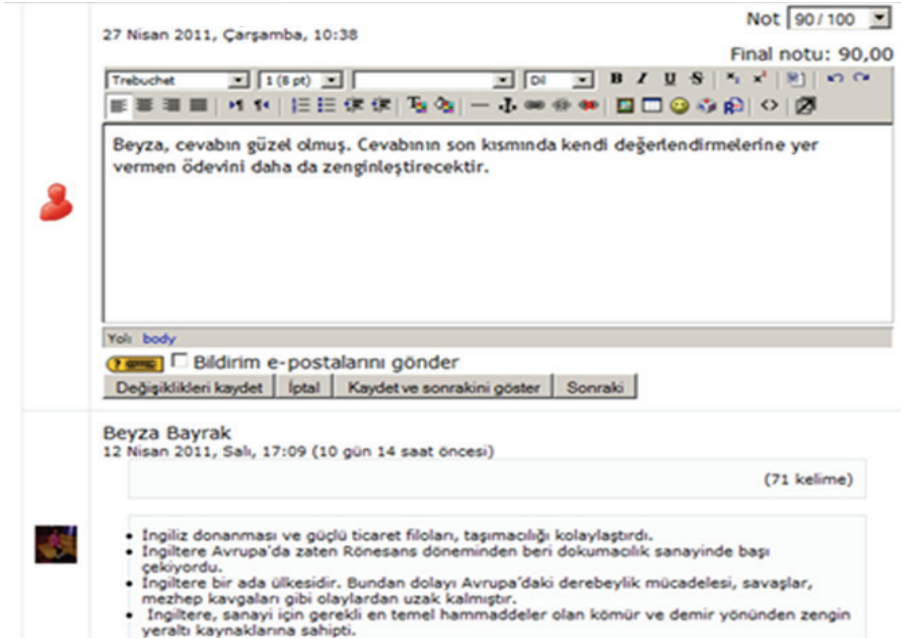 Not 90 / 100
27 Nisan 2011, Çarşamba, 10:38
Final notu: 90,00
Trebuchet 1 (8 pt) Dil B I U S
Beyza, cevabın güzel olmuş. Cevabının son kısmında kendi değerlendirmelerine yer
vermen ödevini daha da zenginleştirecektir.
Yol: body
Bildirim e-postalarını gönder
Değişiklikleri kaydet İptal Kaydet ve sonrakini göster Sonraki
Beyza Bayrak
12 Nisan 2011, Salı, 17:09 (10 gün 14 saat öncesi)
(71 kelime)
• İngiliz donanması ve güçlü ticaret filoları, taşımacılığı kolaylaştırdı.
• İngiltere Avrupa'da zaten Rönesans döneminden beri dokumacılık sanayinde başı
çekiyordu.
• İngiltere bir ada ülkesidir. Bundan dolayı Avrupa'daki derebeylik mücadelesi, savaşlar,
mezhep kavgaları gibi olaylardan uzak kalmıştır.
• İngiltere, sanayi için gerekli en temel hammaddeler olan kömür ve demir yönünden zengin
yeraltı kaynaklarına sahipti.